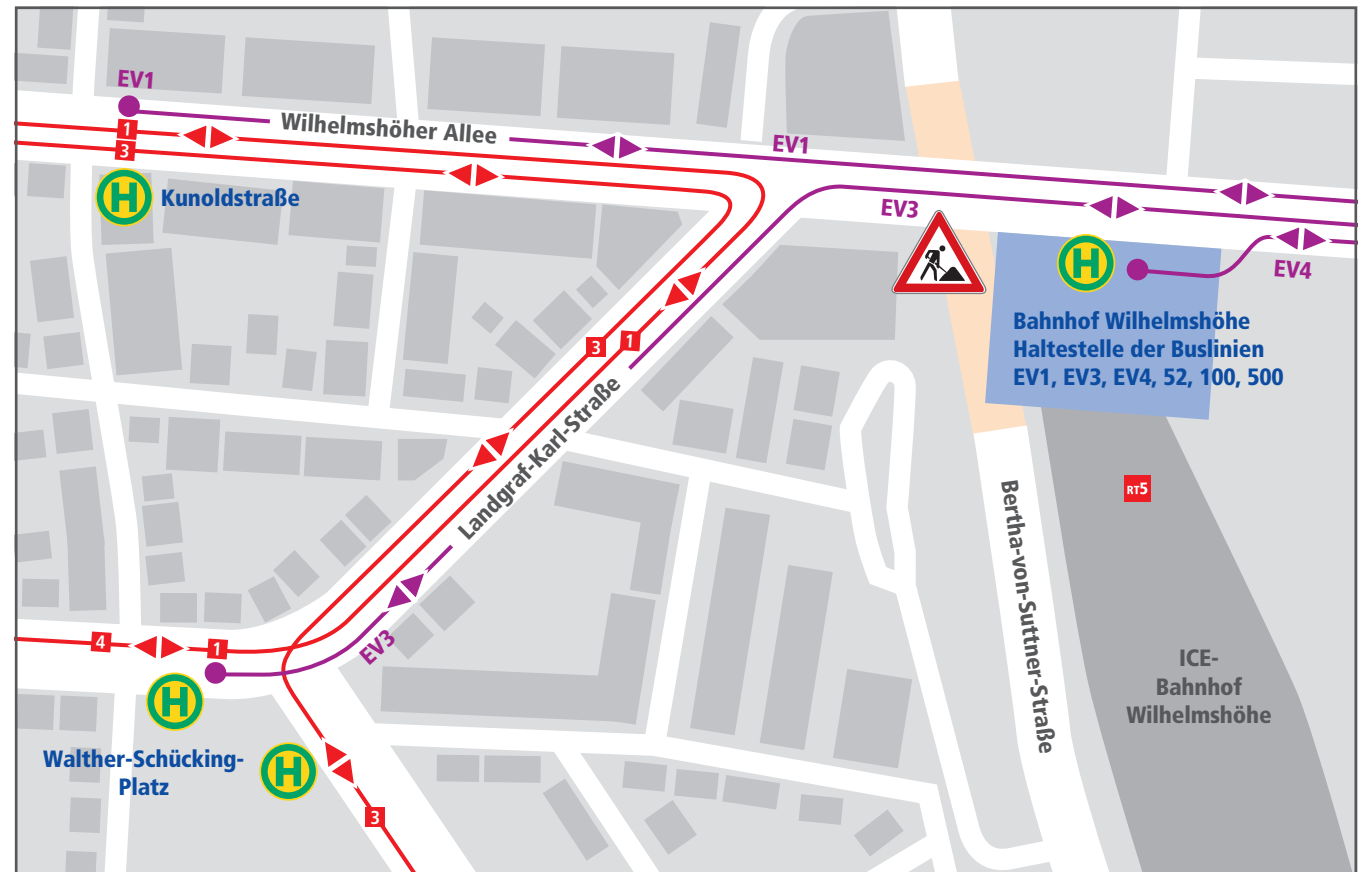 EV1
Wilhelmshöher Allee
1
3
EV1
EV3
EV4
H
Kunoldstraße
H
Bahnhof Wilhelmshöhe
Haltestelle der Buslinien
EV1, EV3, EV4, 52, 100, 500
3
1
Landgraf-Karl-Straße
RT5
Bertha-von-Suttner-Straße
4
1
EV3
ICE-
Bahnhof
Wilhelmshöhe
H
Walther-Schücking-
Platz
H
3